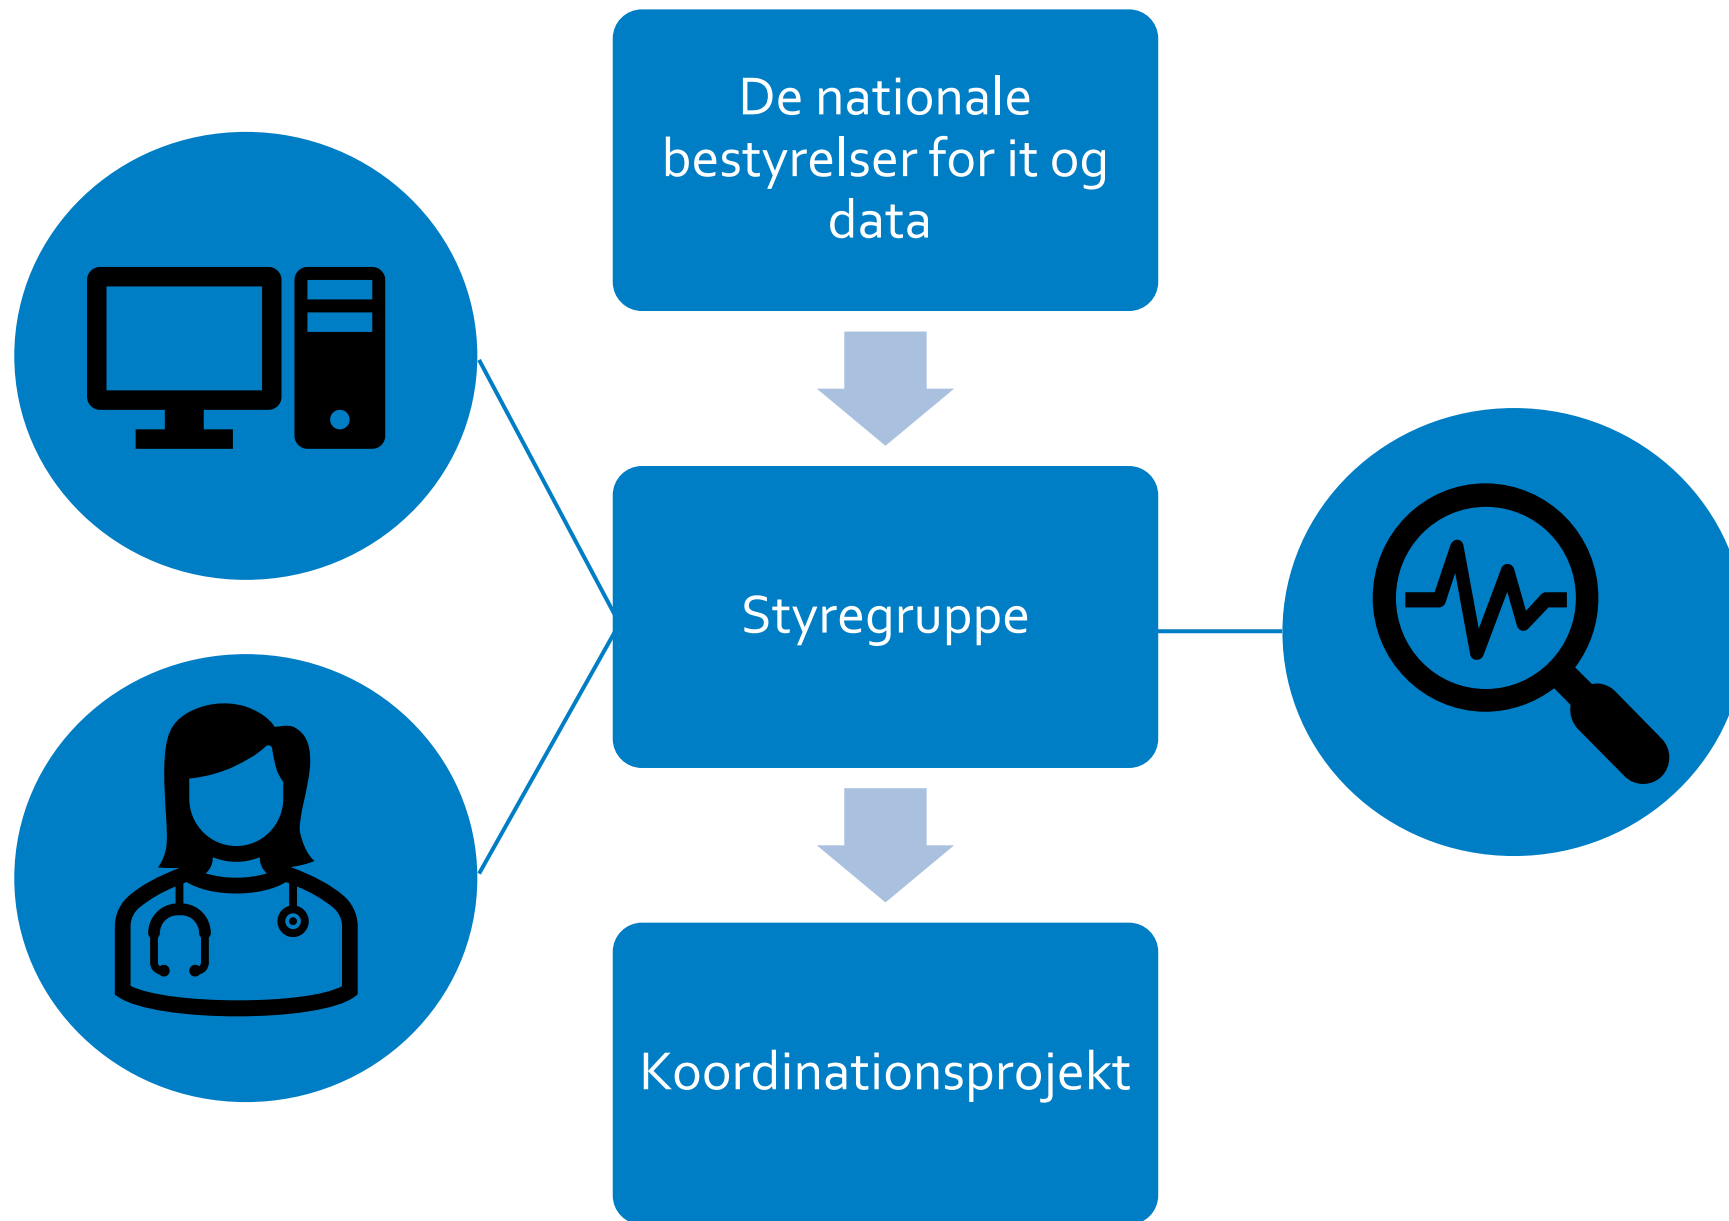 De nationale
bestyrelser for it og
data
Styregruppe
Koordinationsprojekt